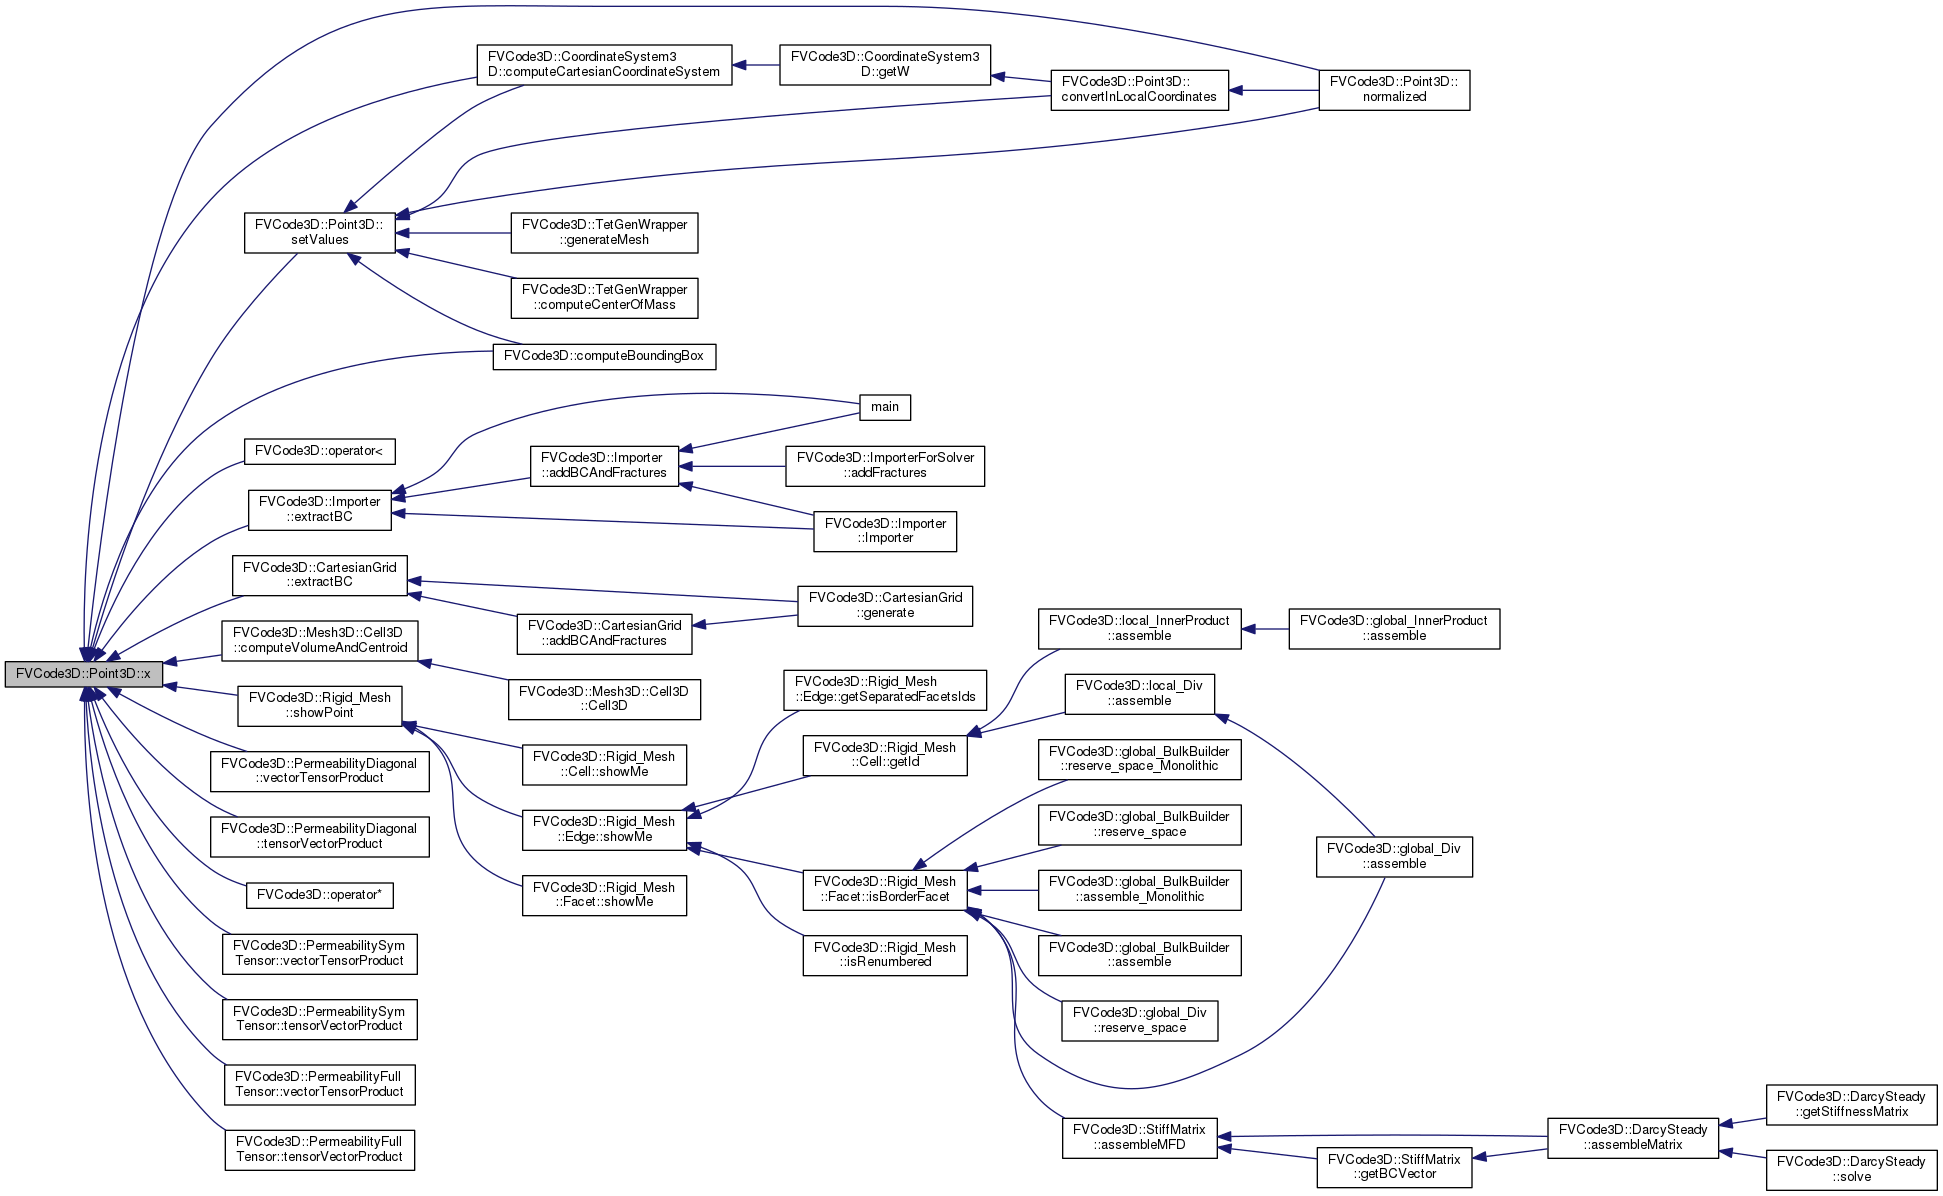 FVCode3D::Point3D::x
FVCode3D::CoordinateSystem3
D::computeCartesianCoordinateSystem
FVCode3D::CoordinateSystem3
D::getW
FVCode3D::Point3D::
convertInLocalCoordinates
FVCode3D::Point3D::
normalized
FVCode3D::Point3D::
setValues
FVCode3D::TetGenWrapper
::generateMesh
FVCode3D::TetGenWrapper
::computeCenterOfMass
FVCode3D::computeBoundingBox
FVCode3D::operator<
FVCode3D::Importer
::extractBC
main
FVCode3D::Importer
::addBCAndFractures
FVCode3D::ImporterForSolver
::addFractures
FVCode3D::Importer
::Importer
FVCode3D::CartesianGrid
::extractBC
FVCode3D::CartesianGrid
::generate
FVCode3D::CartesianGrid
::addBCAndFractures
FVCode3D::Mesh3D::Cell3D
::computeVolumeAndCentroid
FVCode3D::Mesh3D::Cell3D
::Cell3D
FVCode3D::Rigid_Mesh
::showPoint
FVCode3D::Rigid_Mesh
::Cell::showMe
FVCode3D::Rigid_Mesh
::Edge::showMe
FVCode3D::Rigid_Mesh
::Facet::showMe
FVCode3D::Rigid_Mesh
::Edge::getSeparatedFacetsIds
FVCode3D::Rigid_Mesh
::Cell::getId
FVCode3D::Rigid_Mesh
::Facet::isBorderFacet
FVCode3D::Rigid_Mesh
::isRenumbered
FVCode3D::local_InnerProduct
::assemble
FVCode3D::global_InnerProduct
::assemble
FVCode3D::local_Div
::assemble
FVCode3D::global_BulkBuilder
::reserve_space_Monolithic
FVCode3D::global_BulkBuilder
::reserve_space
FVCode3D::global_BulkBuilder
::assemble_Monolithic
FVCode3D::global_BulkBuilder
::assemble
FVCode3D::global_Div
::reserve_space
FVCode3D::global_Div
::assemble
FVCode3D::StiffMatrix
::assembleMFD
FVCode3D::StiffMatrix
::getBCVector
FVCode3D::DarcySteady
::assembleMatrix
FVCode3D::DarcySteady
::getStiffnessMatrix
FVCode3D::DarcySteady
::solve
FVCode3D::PermeabilityDiagonal
::vectorTensorProduct
FVCode3D::PermeabilityDiagonal
::tensorVectorProduct
FVCode3D::operator*
FVCode3D::PermeabilitySym
Tensor::vectorTensorProduct
FVCode3D::PermeabilitySym
Tensor::tensorVectorProduct
FVCode3D::PermeabilityFull
Tensor::vectorTensorProduct
FVCode3D::PermeabilityFull
Tensor::tensorVectorProduct